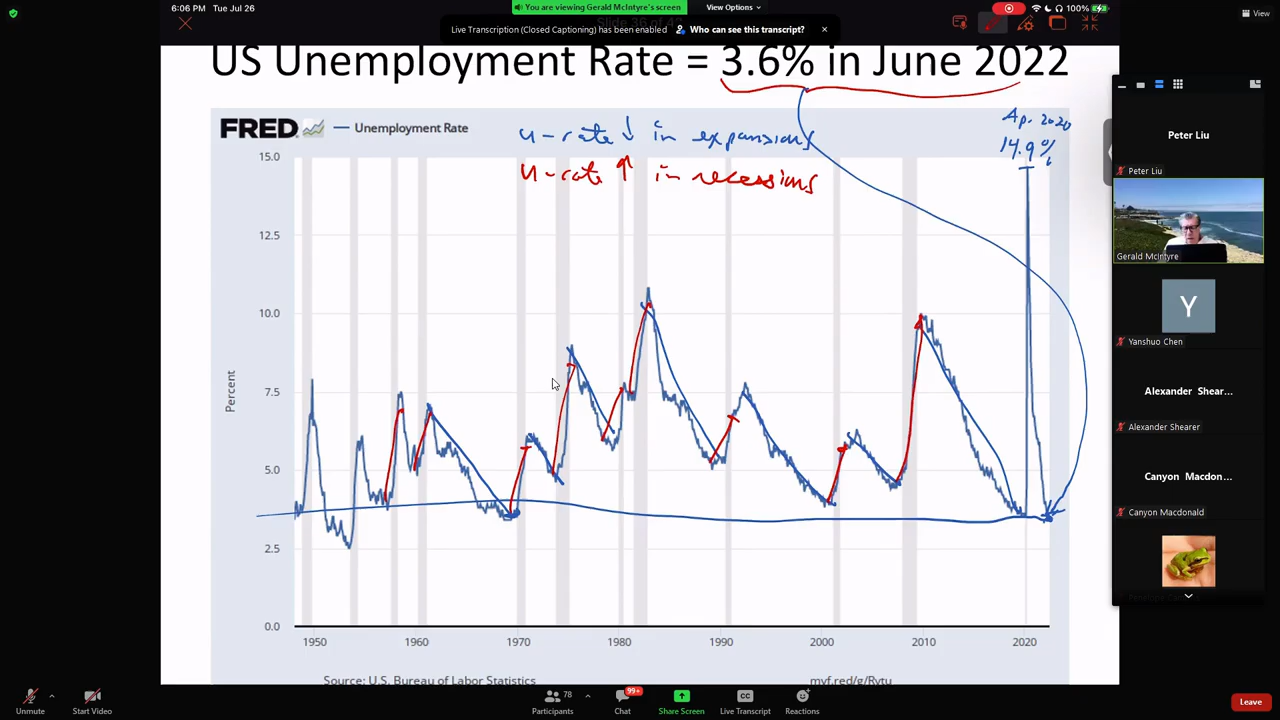 6:06 PM Tue Jul 26
You are viewing Gerald McIntyre's screen
View Options
100%
View
Live Transcription (Closed Captioning) has been enabled
Who can see this transcript?
US Unemployment Rate = 3.6% in June 2022
FRED
Unemployment Rate
u-rate ↓ in expansions
u-rate ↑ in recessions
Apr. 2020
14.9%
Percent
15.0
12.5
10.0
7.5
5.0
2.5
0.0
1950 1960 1970 1980 1990 2000 2010 2020
Source: U.S. Bureau of Labor Statistics
myf.red/g/Rytu
Peter Liu
Peter Liu
Gerald McIntyre
Y
Yanshuo Chen
Alexander Shear...
Alexander Shearer
Canyon Macdon...
Canyon Macdonald
Unmute
Start Video
Participants
78
Chat
99+
Share Screen
CC
Live Transcript
Reactions
Leave